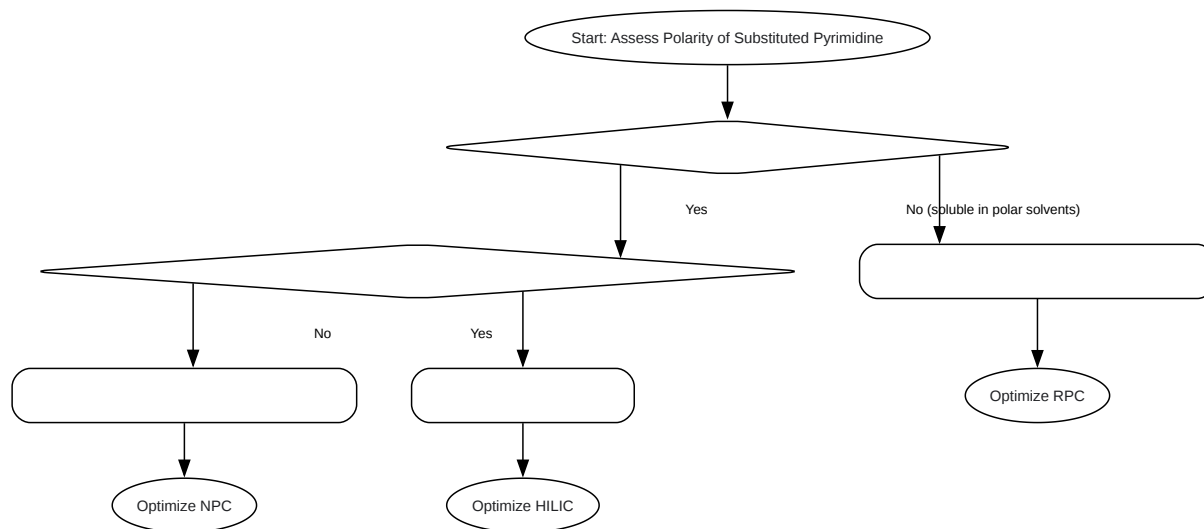 Start: Assess Polarity of Substituted Pyrimidine
Yes
No (soluble in polar solvents)
No
Yes
Optimize RPC
Optimize NPC
Optimize HILIC